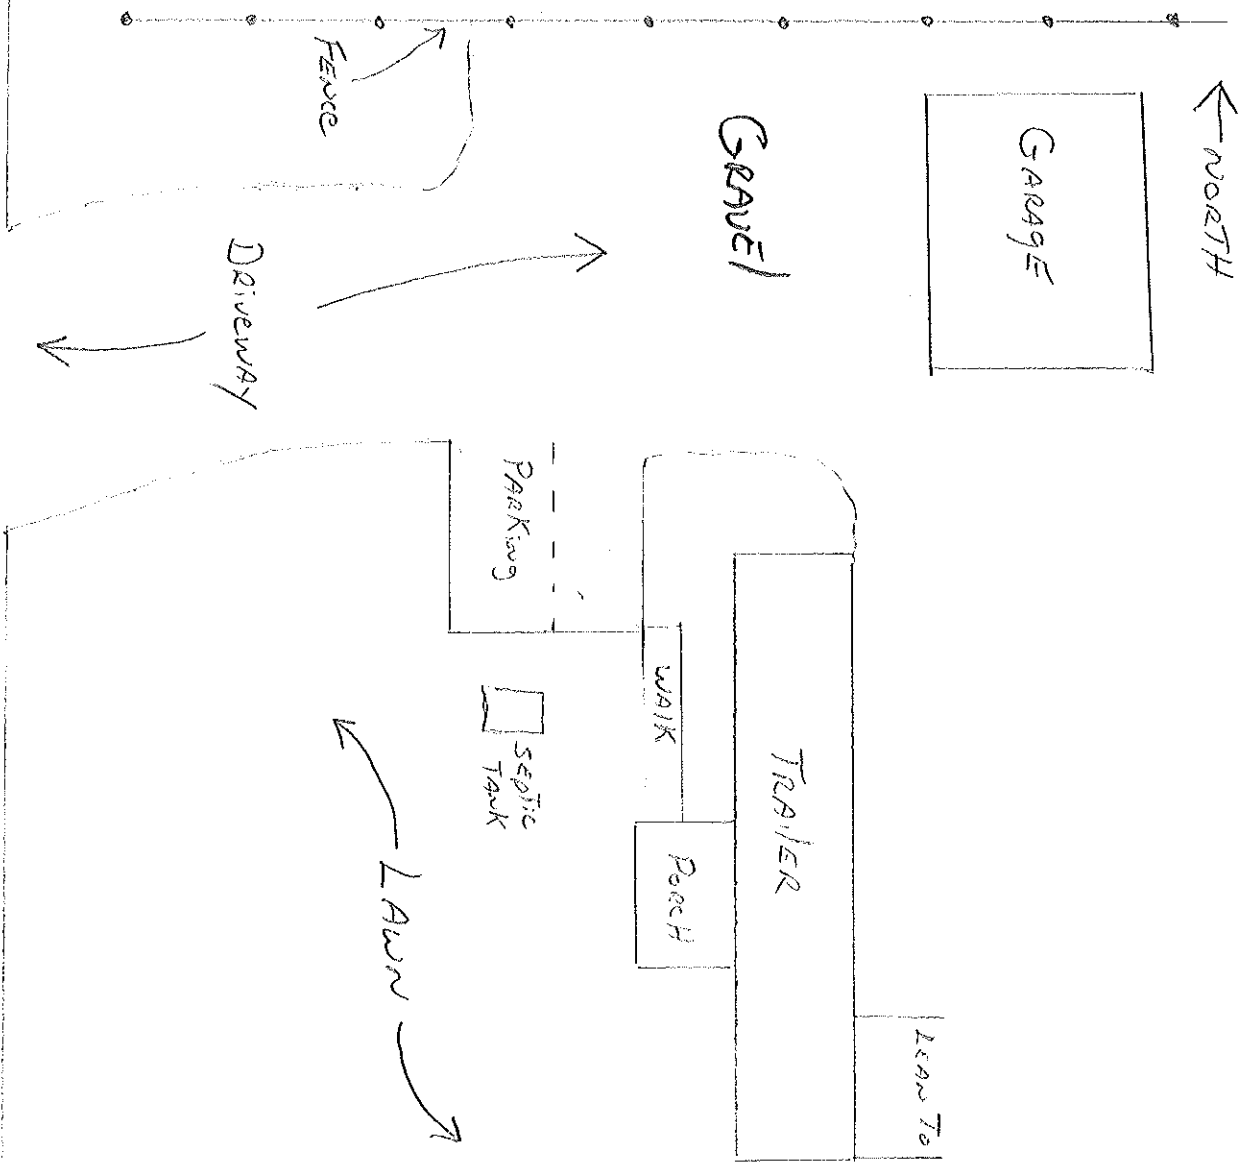 NORTH
GARAGE
GRAVEl
FENCE
DRiVEWAY
PARKing
WAlK
SEPTiC
TANK
TRAilER
PORCH
LAWN
LEAN To